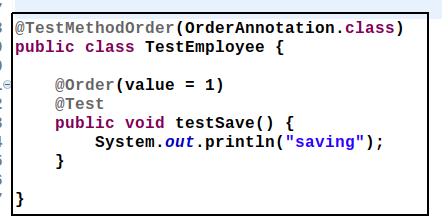 @TestMethodOrder(OrderAnnotation.class)
public class TestEmployee {
@Order(value = 1)
@Test
public void testSave() {
System.out.println("saving");
}
}